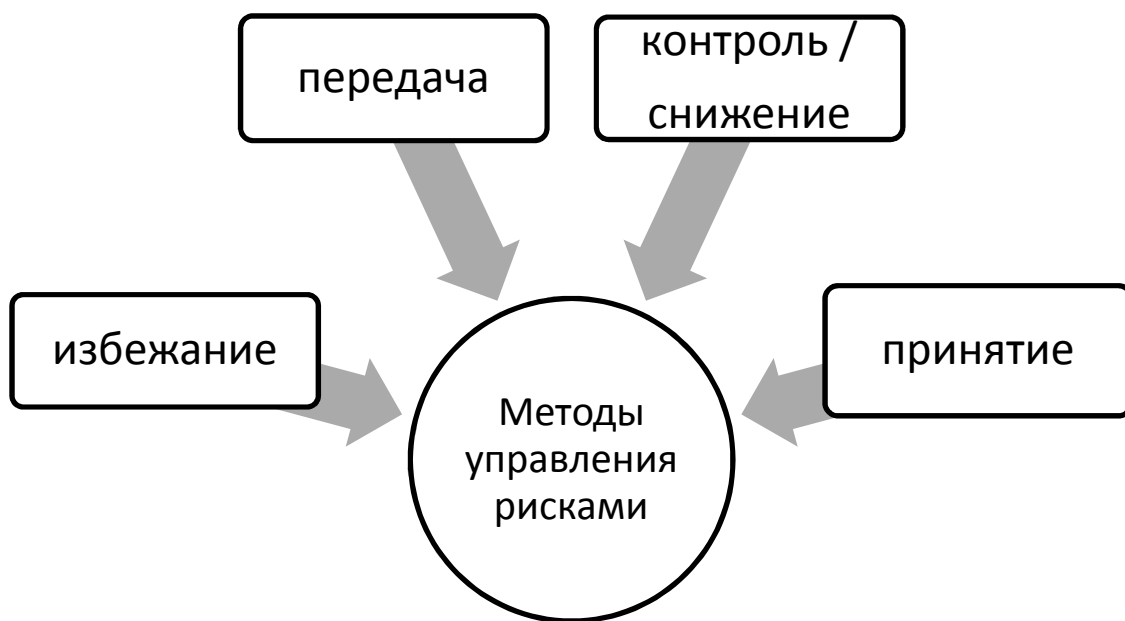 передача
контроль /
снижение
избежание
принятие
Методы
управления
рисками